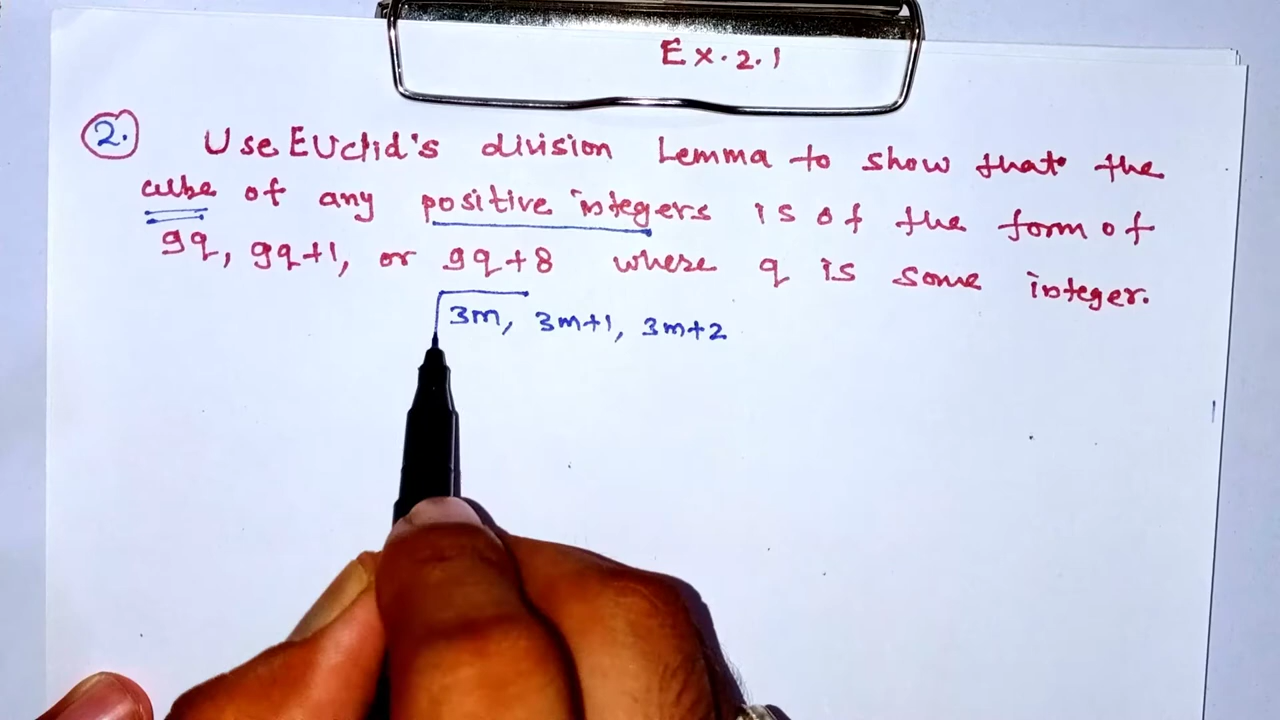 Ex. 2.1
2. Use Euclid's division Lemma to show that the
cube of any positive integers is of the form of
9q, 9q+1, or 9q+8 where q is some integer.
3m, 3m+1, 3m+2